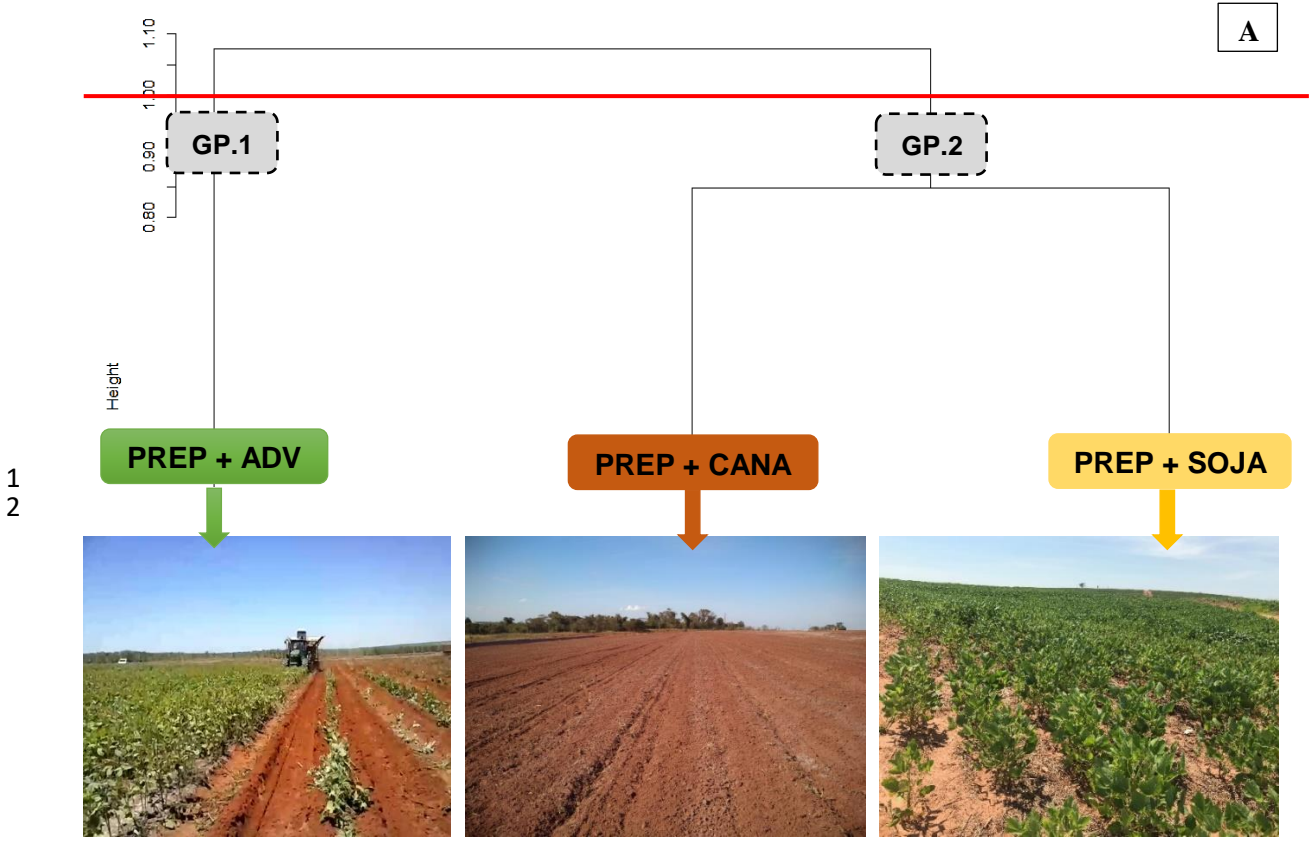 A
1.10
1.00
0.90
0.80
GP.1
GP.2
Height
PREP + ADV
PREP + CANA
PREP + SOJA
1
2